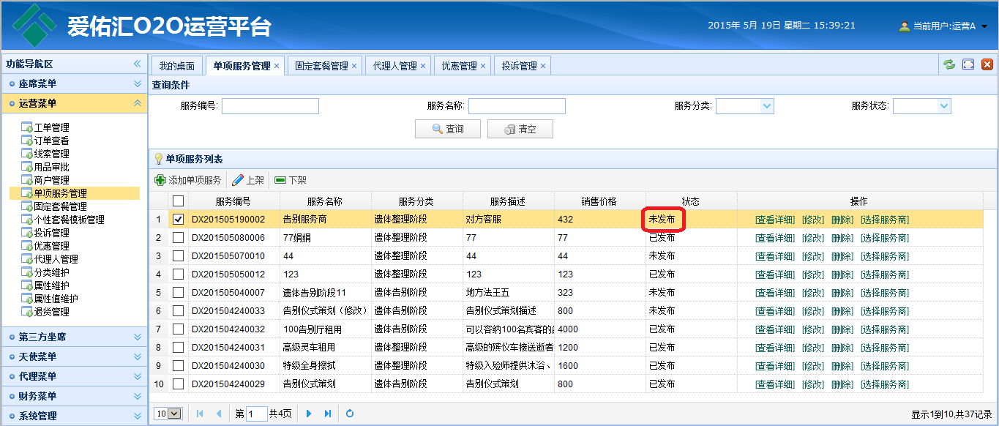 爱佑汇O2O运营平台
2015年 5月 19日 星期二 15:39:21 当前用户:运营A
功能导航区
座席菜单
运营菜单
工单管理
订单查看
线索管理
用品审批
商户管理
单项服务管理
固定套餐管理
个性套餐模板管理
投诉管理
优惠管理
代理人管理
分类维护
属性维护
属性值维护
退货管理
第三方坐席
天使菜单
代理菜单
财务菜单
系统管理
我的桌面 单项服务管理 × 固定套餐管理 × 代理人管理 × 优惠管理 × 投诉管理 ×
查询条件
服务编号: 服务名称: 服务分类: 服务状态:
查询 清空
单项服务列表
添加单项服务 上架 下架
服务编号 服务名称 服务分类 服务描述 销售价格 状态 操作
1 DX201505190002 告别服务商 遗体整理阶段 对方客服 432 未发布 [查看详细] [修改] [删除] [选择服务商]
2 DX201505080006 77娟娟 遗体整理阶段 77 77 已发布 [查看详细] [修改] [删除] [选择服务商]
3 DX201505070010 44 遗体整理阶段 44 44 未发布 [查看详细] [修改] [删除] [选择服务商]
4 DX201505050012 123 遗体整理阶段 123 123 已发布 [查看详细] [修改] [删除] [选择服务商]
5 DX201505040007 遗体告别阶段11 遗体告别阶段 地方法王五 323 未发布 [查看详细] [修改] [删除] [选择服务商]
6 DX201504240033 告别仪式策划（修改） 遗体告别阶段 告别仪式策划描述 800 未发布 [查看详细] [修改] [删除] [选择服务商]
7 DX201504240032 100告别厅租用 遗体告别阶段 可以容纳100名宾客的 4000 已发布 [查看详细] [修改] [删除] [选择服务商]
8 DX201504240031 高级灵车租用 遗体整理阶段 高级的殡仪车接送逝者 1200 已发布 [查看详细] [修改] [删除] [选择服务商]
9 DX201504240030 特级全身擦拭 遗体整理阶段 特级入殓师提供沐浴、 1600 已发布 [查看详细] [修改] [删除] [选择服务商]
10 DX201504240029 告别仪式策划 遗体告别阶段 告别仪式策划 800 已发布 [查看详细] [修改] [删除] [选择服务商]
10 第 1 共4页 显示1到10,共37记录